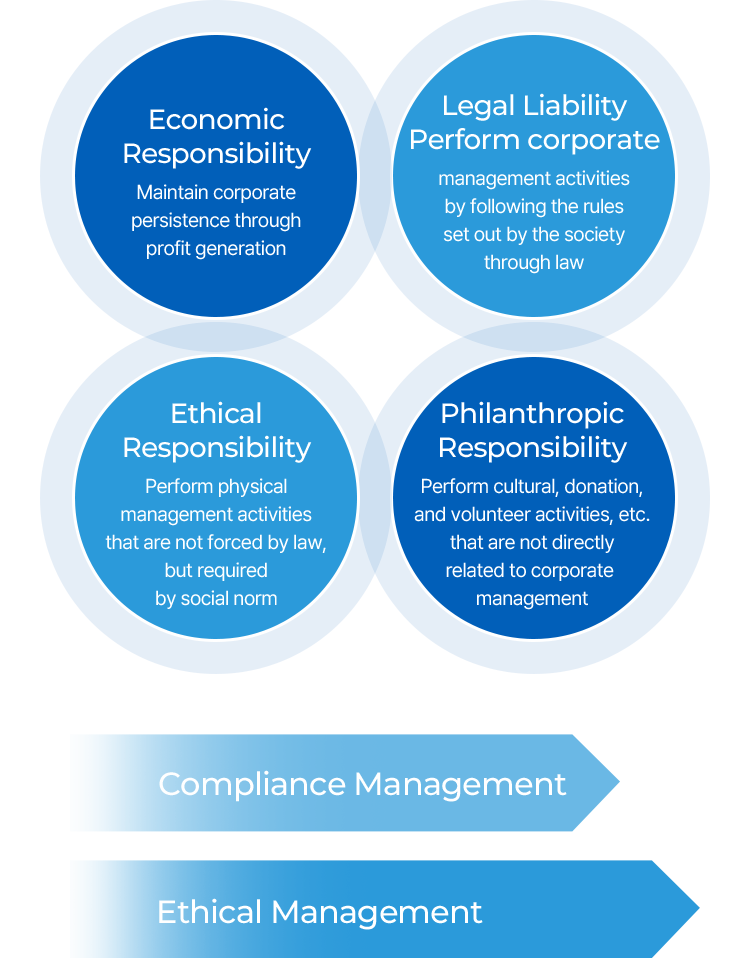 Economic
Responsibility
Maintain corporate
persistence through
profit generation
Legal Liability
Perform corporate
management activities
by following the rules
set out by the society
through law
Ethical
Responsibility
Perform physical
management activities
that are not forced by law,
but required
by social norm
Philanthropic
Responsibility
Perform cultural, donation,
and volunteer activities, etc.
that are not directly
related to corporate
management
Compliance Management
Ethical Management